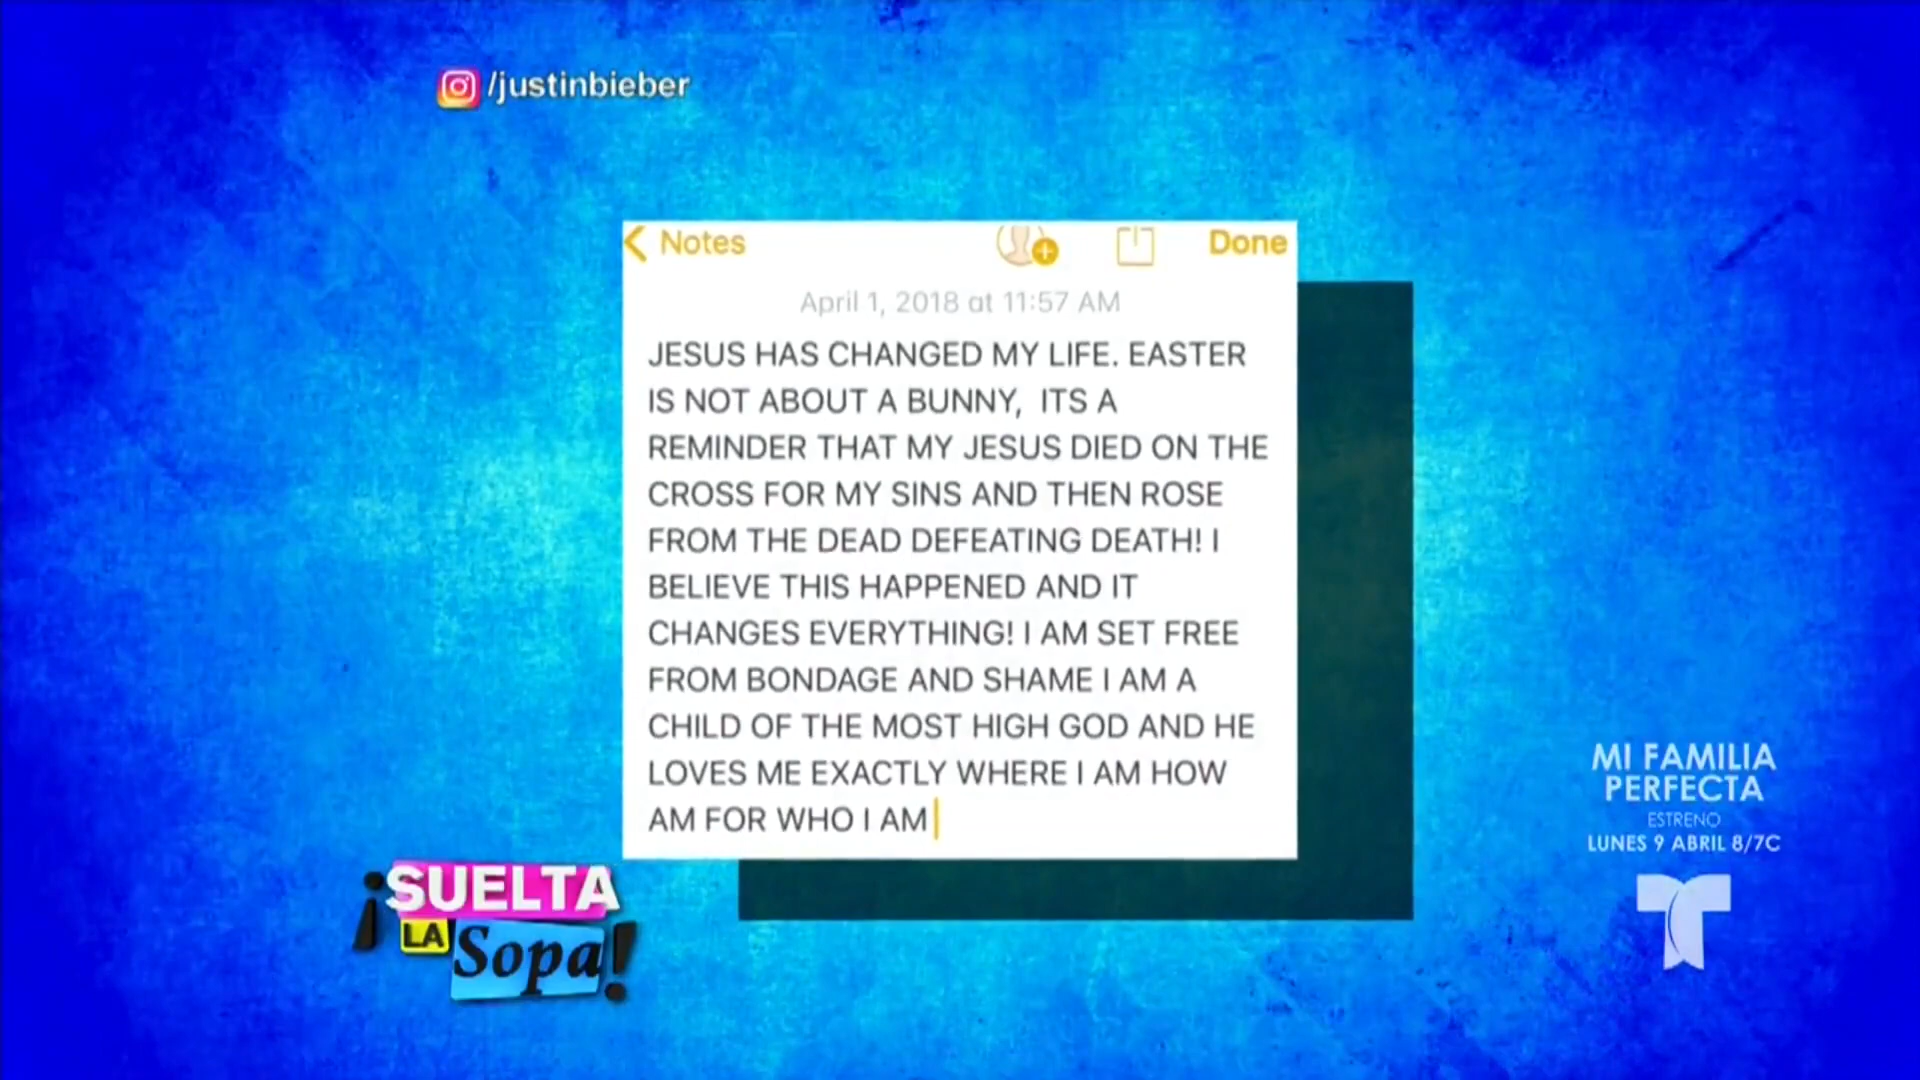 /justinbieber
Notes
Done
April 1, 2018 at 11:57 AM
JESUS HAS CHANGED MY LIFE. EASTER
IS NOT ABOUT A BUNNY, ITS A
REMINDER THAT MY JESUS DIED ON THE
CROSS FOR MY SINS AND THEN ROSE
FROM THE DEAD DEFEATING DEATH! I
BELIEVE THIS HAPPENED AND IT
CHANGES EVERYTHING! I AM SET FREE
FROM BONDAGE AND SHAME I AM A
CHILD OF THE MOST HIGH GOD AND HE
LOVES ME EXACTLY WHERE I AM HOW
AM FOR WHO I AM
¡SUELTA
LA
Sopa!
MI FAMILIA
PERFECTA
ESTRENO
LUNES 9 ABRIL 8/7C